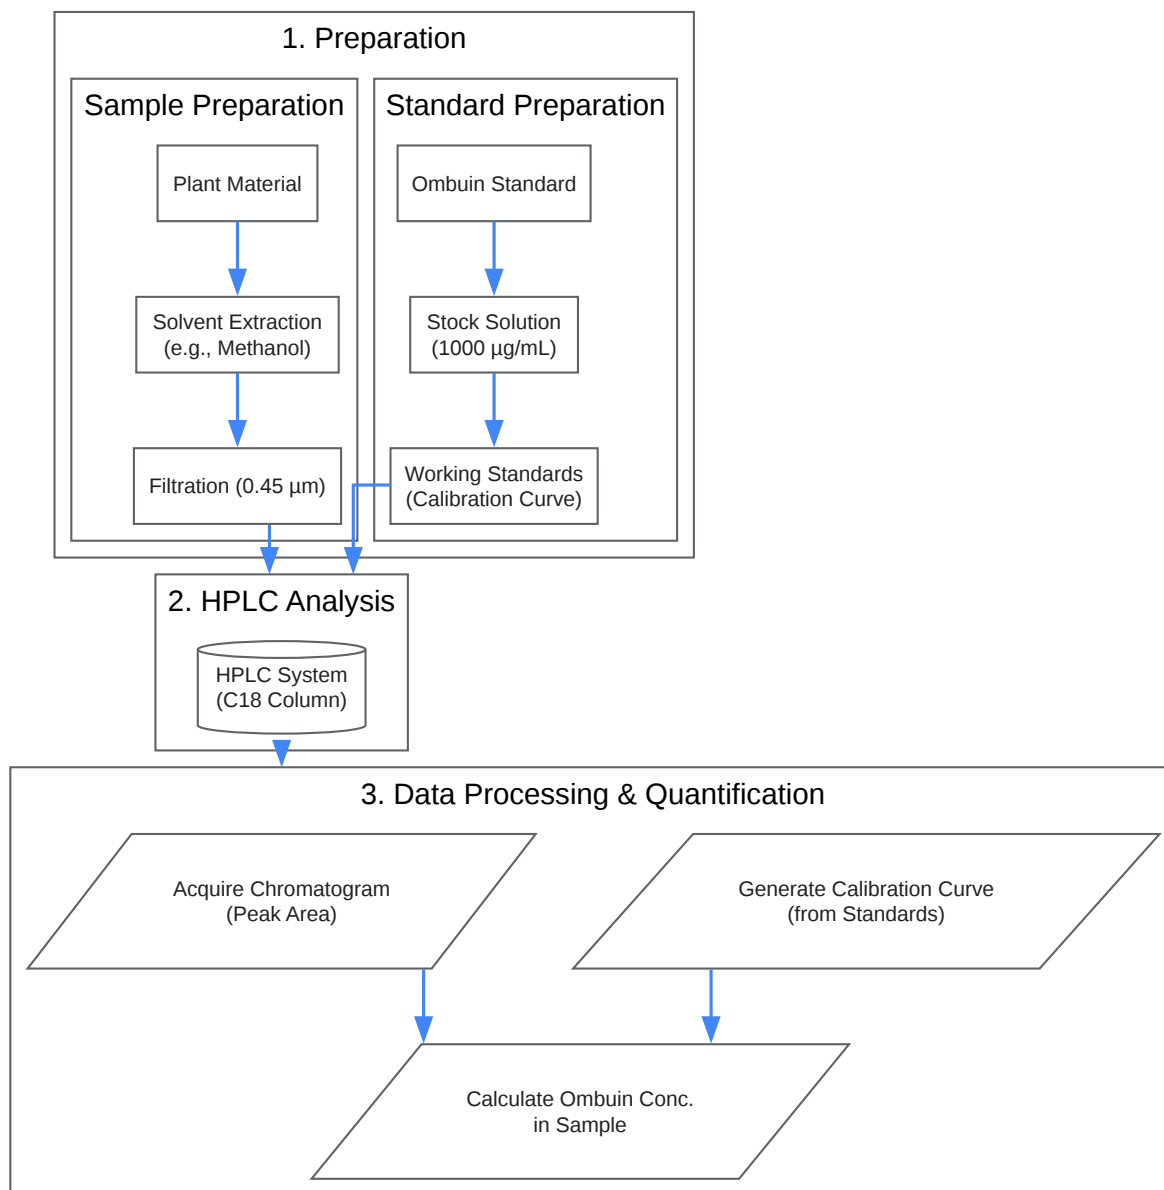 1. Preparation
Sample Preparation
Plant Material
Solvent Extraction
(e.g., Methanol)
Filtration (0.45 µm)
Standard Preparation
Ombuin Standard
Stock Solution
(1000 µg/mL)
Working Standards
(Calibration Curve)
2. HPLC Analysis
HPLC System
(C18 Column)
3. Data Processing & Quantification
Acquire Chromatogram
(Peak Area)
Generate Calibration Curve
(from Standards)
Calculate Ombuin Conc.
in Sample